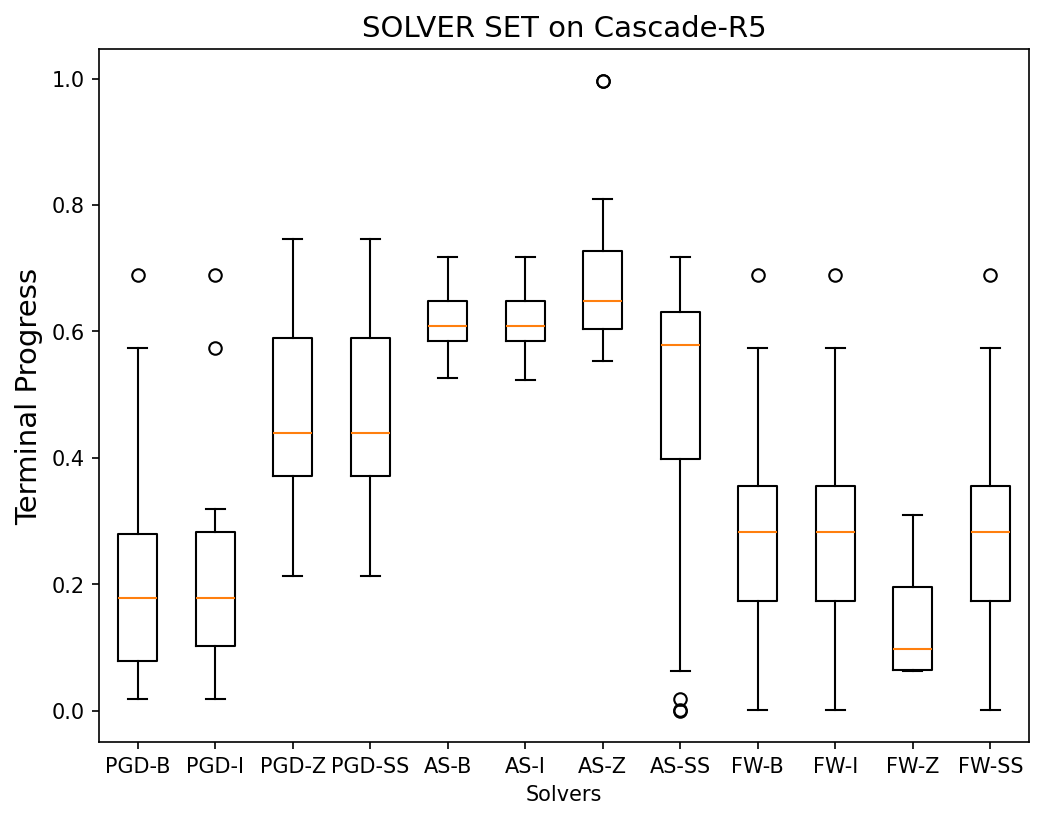 SOLVER SET on Cascade-R5
Terminal Progress
1.0
0.8
0.6
0.4
0.2
0.0
PGD-B PGD-I PGD-Z PGD-SS AS-B AS-I AS-Z AS-SS FW-B FW-I FW-Z FW-SS
Solvers